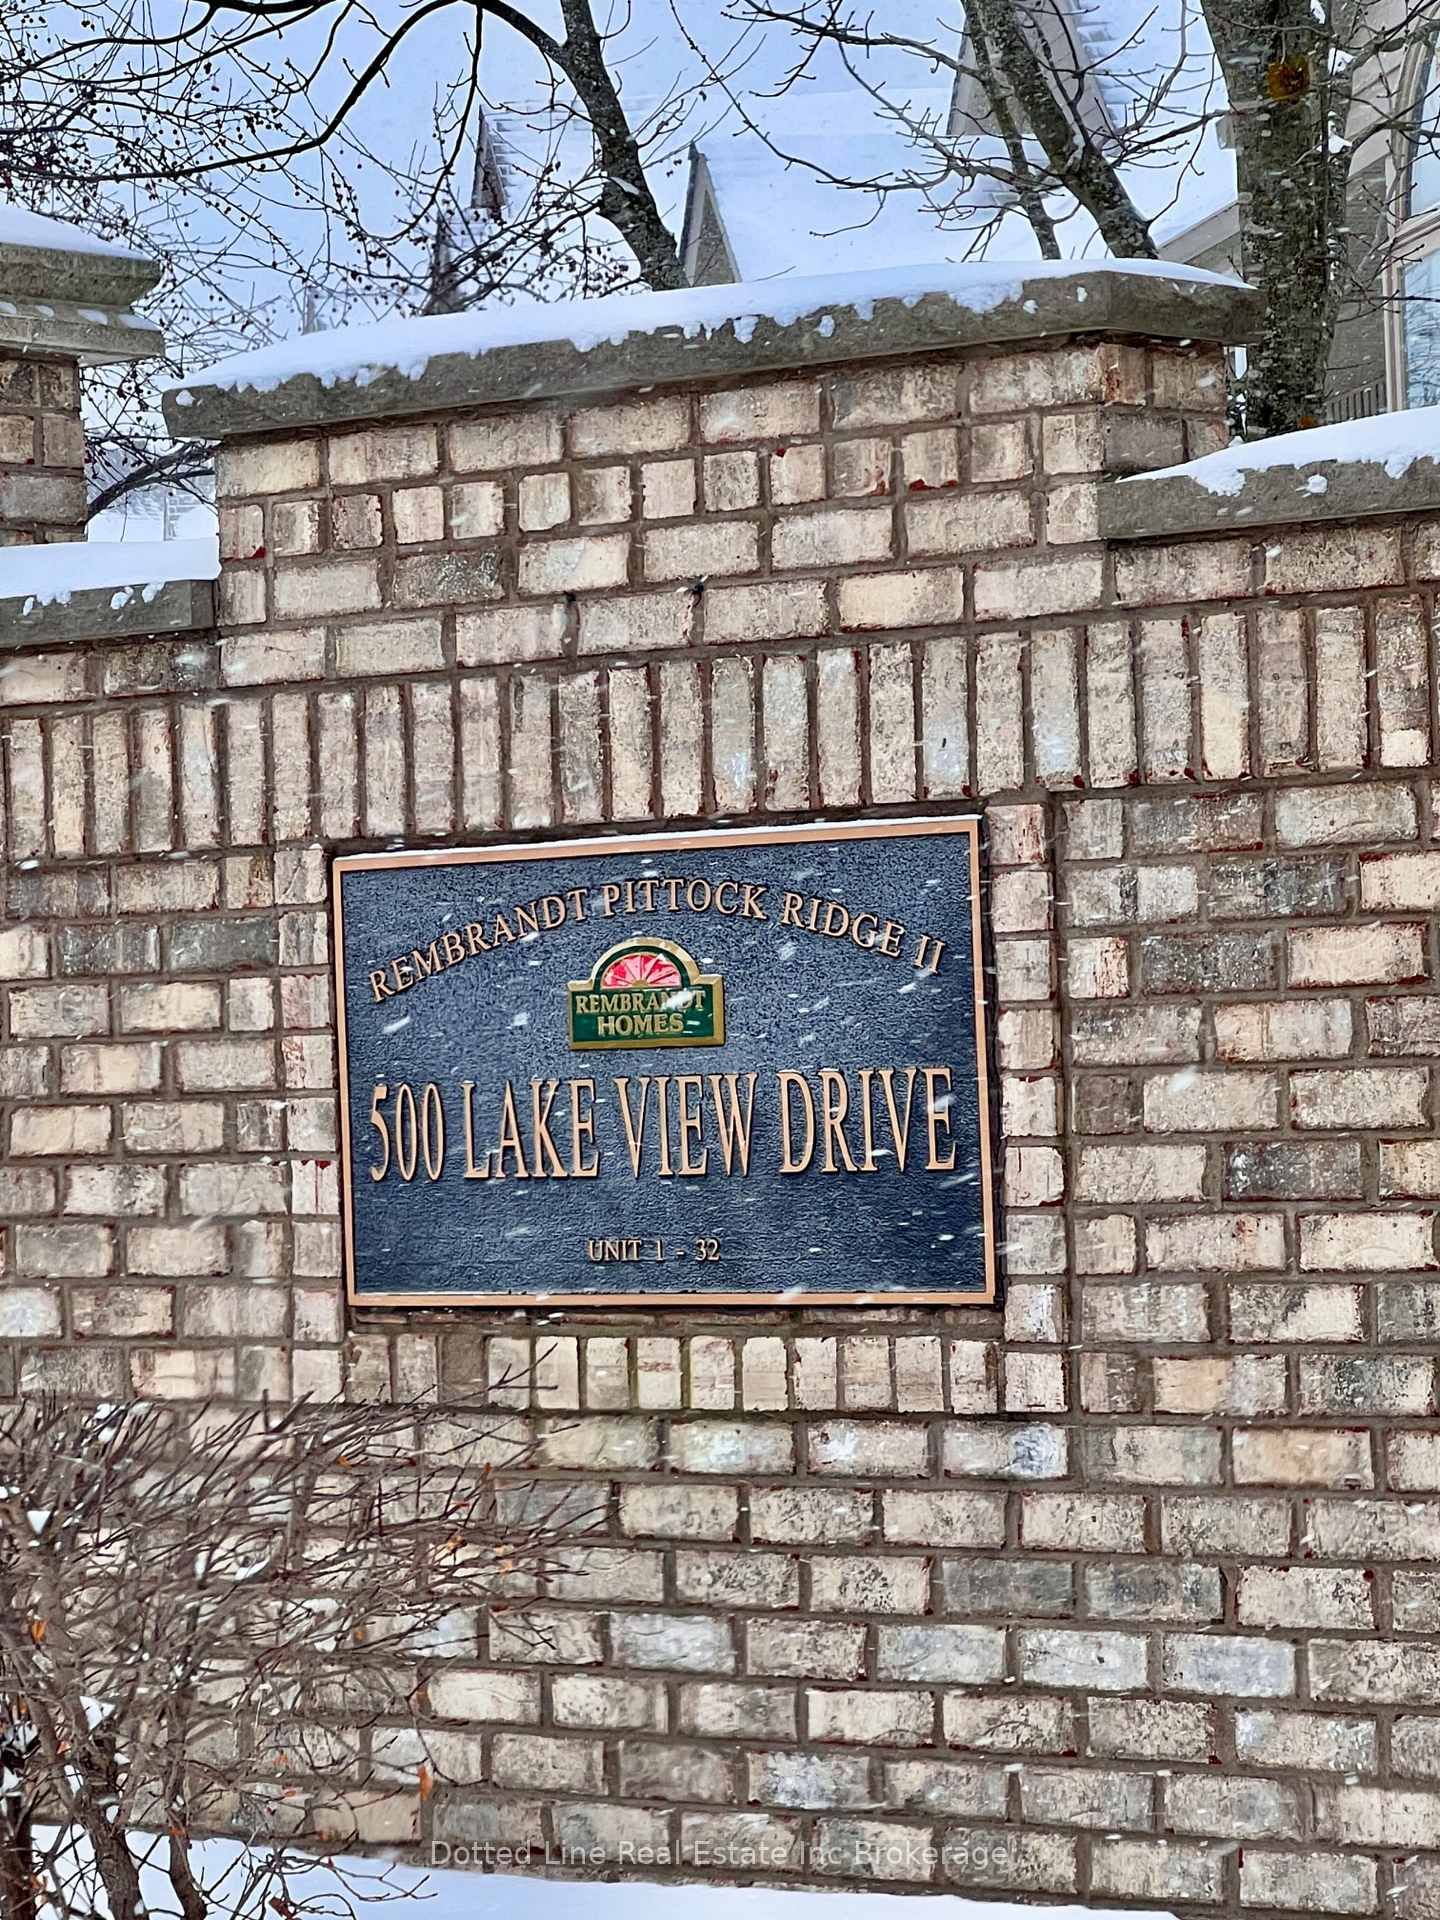 REMBRANDT PITTOCK RIDGE II
REMBRANDT
HOMES
500 LAKE VIEW DRIVE
UNIT 1 - 32
Dotted Line Real Estate Inc Brokerage